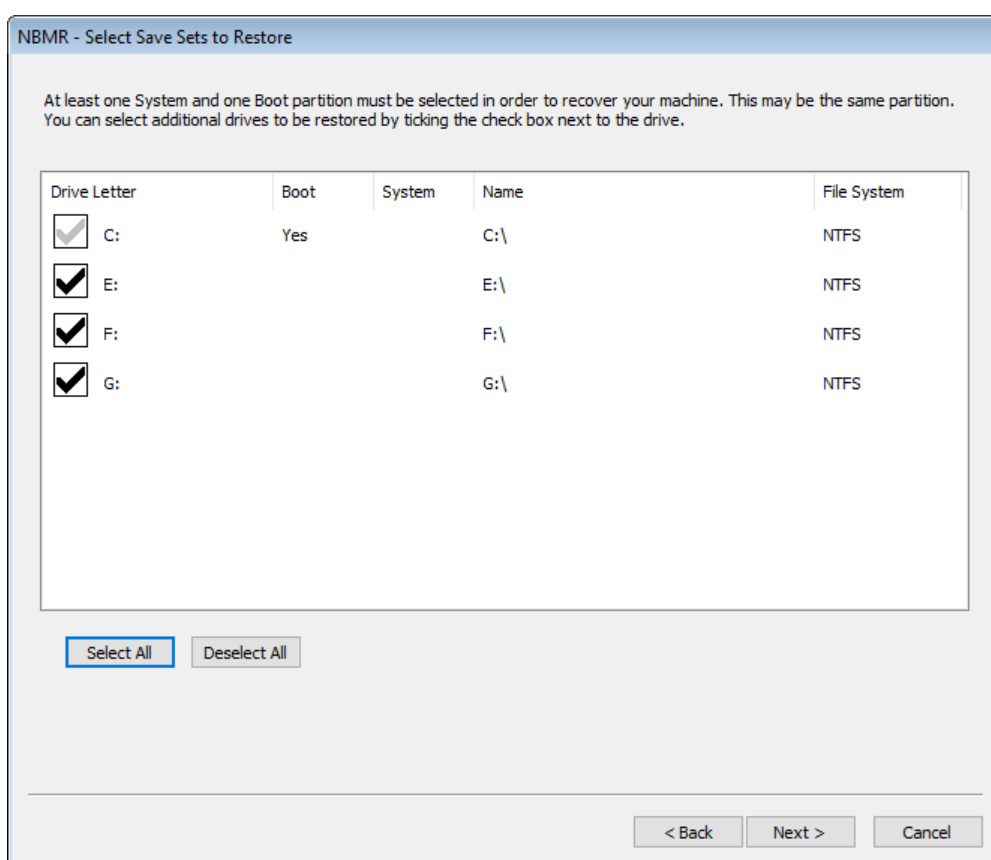 NBMR - Select Save Sets to Restore
At least one System and one Boot partition must be selected in order to recover your machine. This may be the same partition.
You can select additional drives to be restored by ticking the check box next to the drive.
Drive Letter Boot System Name File System
C: Yes C:\ NTFS
E: E:\ NTFS
F: F:\ NTFS
G: G:\ NTFS
Select All Deselect All
< Back Next > Cancel